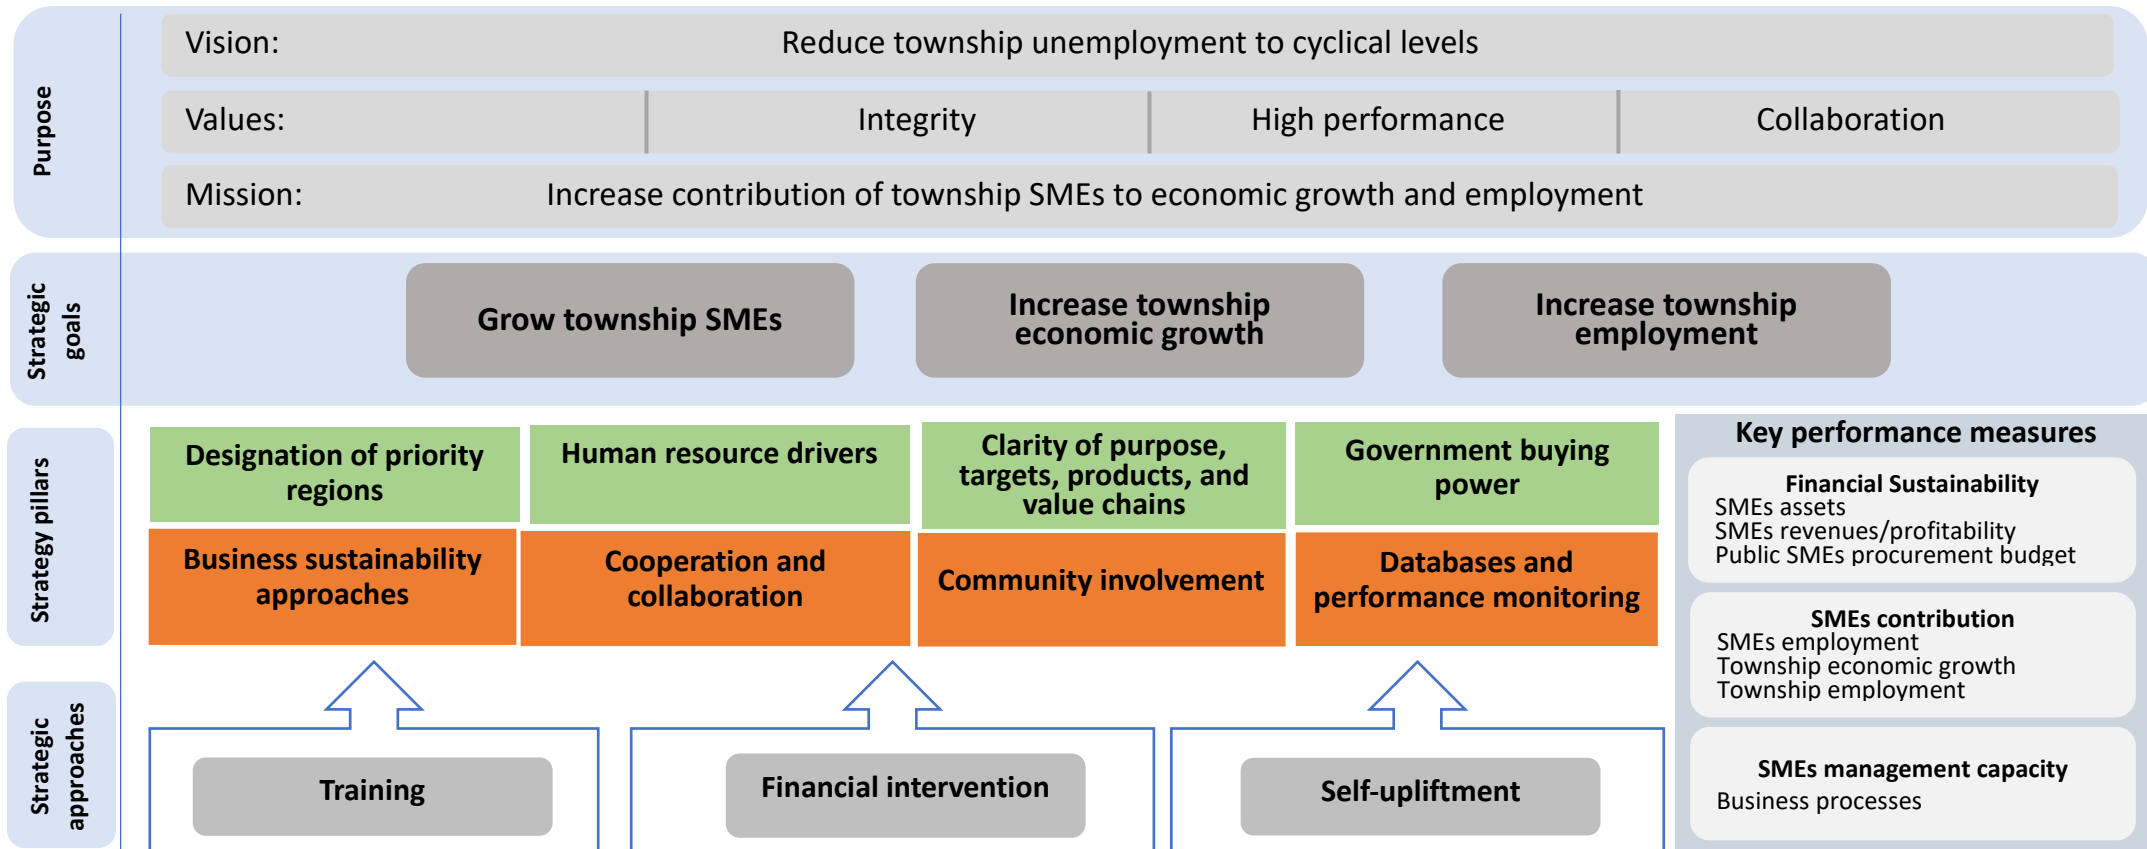 Purpose
Vision: Reduce township unemployment to cyclical levels
Values: Integrity High performance Collaboration
Mission: Increase contribution of township SMEs to economic growth and employment
Strategic
goals
Grow township SMEs
Increase township
economic growth
Increase township
employment
Strategy pillars
Designation of priority
regions
Human resource drivers
Clarity of purpose,
targets, products, and
value chains
Government buying
power
Business sustainability
approaches
Cooperation and
collaboration
Community involvement
Databases and
performance monitoring
Strategic
approaches
Training
Financial intervention
Self-upliftment
Key performance measures
Financial Sustainability
SMEs assets
SMEs revenues/profitability
Public SMEs procurement budget
SMEs contribution
SMEs employment
Township economic growth
Township employment
SMEs management capacity
Business processes